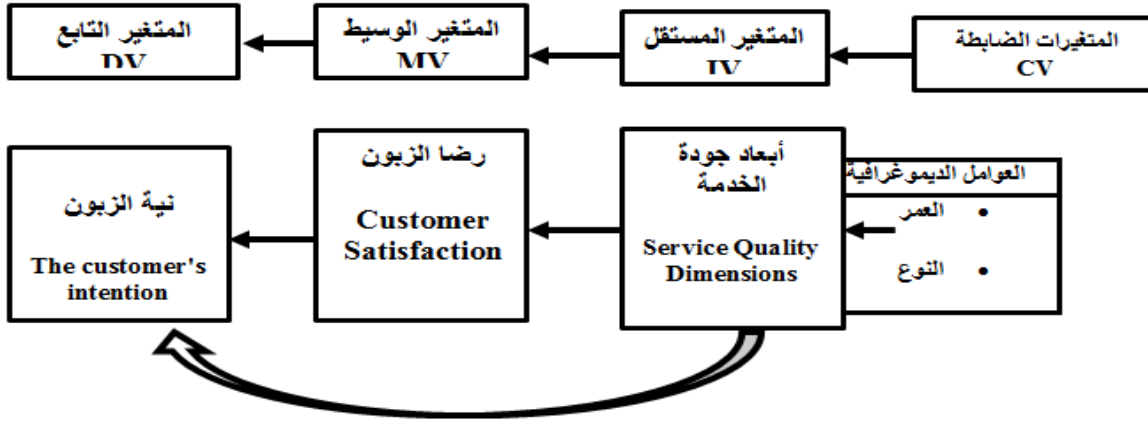 المتغيرات الضابطة
CV
المتغير المستقل
IV
المتغير الوسيط
MV
المتغير التابع
DV
العوامل الديموغرافية
• العمر
• النوع
أبعاد جودة
الخدمة
Service Quality
Dimensions
رضا الزبون
Customer
Satisfaction
نية الزبون
The customer's
intention